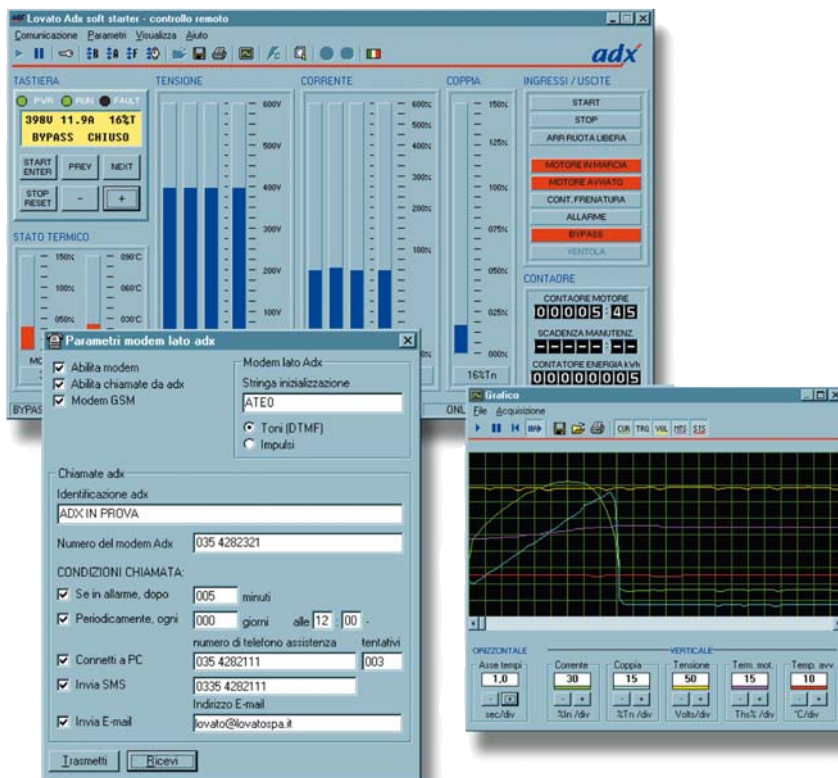 Lovato Adx soft starter - controllo remoto
Comunicazione Parametri Visualizza Aiuto
adx
TASTIERA
PWR RUN FAULT
398V 11.9A 16%T
BYPASS CHIUSO
START ENTER
PREV
NEXT
STOP RESET
-
+
STATO TERMICO
150%
100%
050%
090°C
060°C
030°C
TENSIONE
600V
500V
400V
300V
200V
100V
CORRENTE
600%
500%
400%
300%
200%
100%
COPPIA
150%
125%
100%
075%
050%
025%
000%
16%Tn
INGRESSI / USCITE
START
STOP
ARR.RUOTA LIBERA
MOTORE IN MARCIA
MOTORE AVVIATO
CONT. FRENATURA
ALLARME
BYPASS
VENTOLA
CONTAORE
CONTAORE MOTORE
00005:45
SCADENZA MANUTENZ.
-----:--
CONTATORE ENERGIA kWh
00000005
Parametri modem lato adx
Abilita modem
Abilita chiamate da adx
Modem GSM
Modem lato Adx
Stringa inizializzazione
ATE0
Toni (DTMF)
Impulsi
Chiamate adx
Identificazione adx
ADX IN PROVA
Numero del modem Adx 035 4282321
CONDIZIONI CHIAMATA:
Se in allarme, dopo 005 minuti
Periodicamente, ogni 000 giorni alle 12 : 00 -
numero di telefono assistenza tentativi
Connetti a PC 035 4282111 003
Invia SMS 0335 4282111
Indirizzo E-mail
Invia E-mail lovato@lovatospa.it
Trasmetti Ricevi
Grafico
File Acquisizione
CUR TRQ VOL MTS STS
ORIZZONTALE
VERTICALE
Asse tempi Corrente Coppia Tensione Term. mot. Temp. avv.
1,0 30 15 50 15 10
- + - + - + - + - + - +
sec/div %In /div %Tn /div Volts/div Ths% /div °C/div